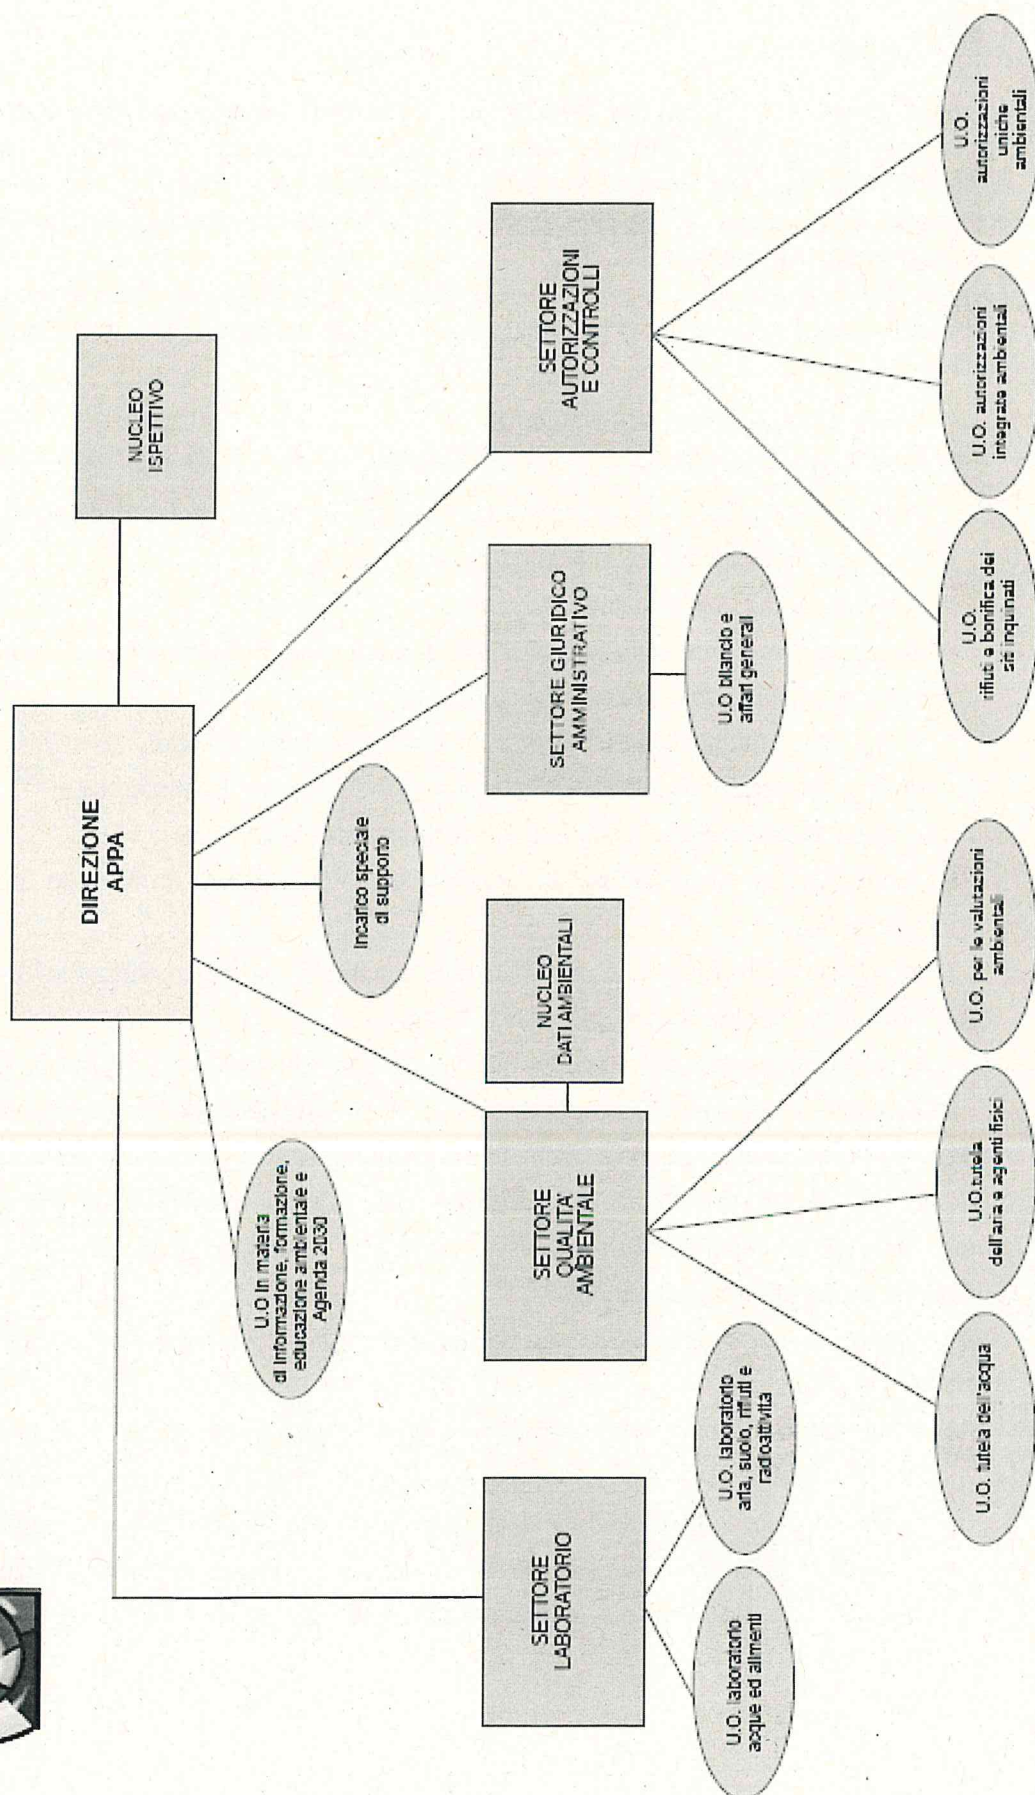 DIREZIONE
APPA
NUCLEO
ISPETTIVO
U.O in materia
di informazione, formazione,
educazione ambientale e
Agenda 2030
Incarico speciale
di supporto
SETTORE
LABORATORIO
SETTORE
QUALITA'
AMBIENTALE
NUCLEO
DATI AMBIENTALI
SETTORE GIURIDICO
AMMINISTRATIVO
SETTORE
AUTORIZZAZIONI
E CONTROLLI
U.O. laboratorio
acque ed alimenti
U.O. laboratorio
aria, suolo, rifiuti e
radioattività
U.O bilancio e
affari generali
U.O. tutela dell'acqua
U.O.tutela
dell'aria e agenti fisici
U.O. per le valutazioni
ambientali
U.O.
rifiuti e bonifica dei
siti inquinati
U.O. autorizzazioni
integrate ambientali
U.O.
autorizzazioni
uniche
ambientali